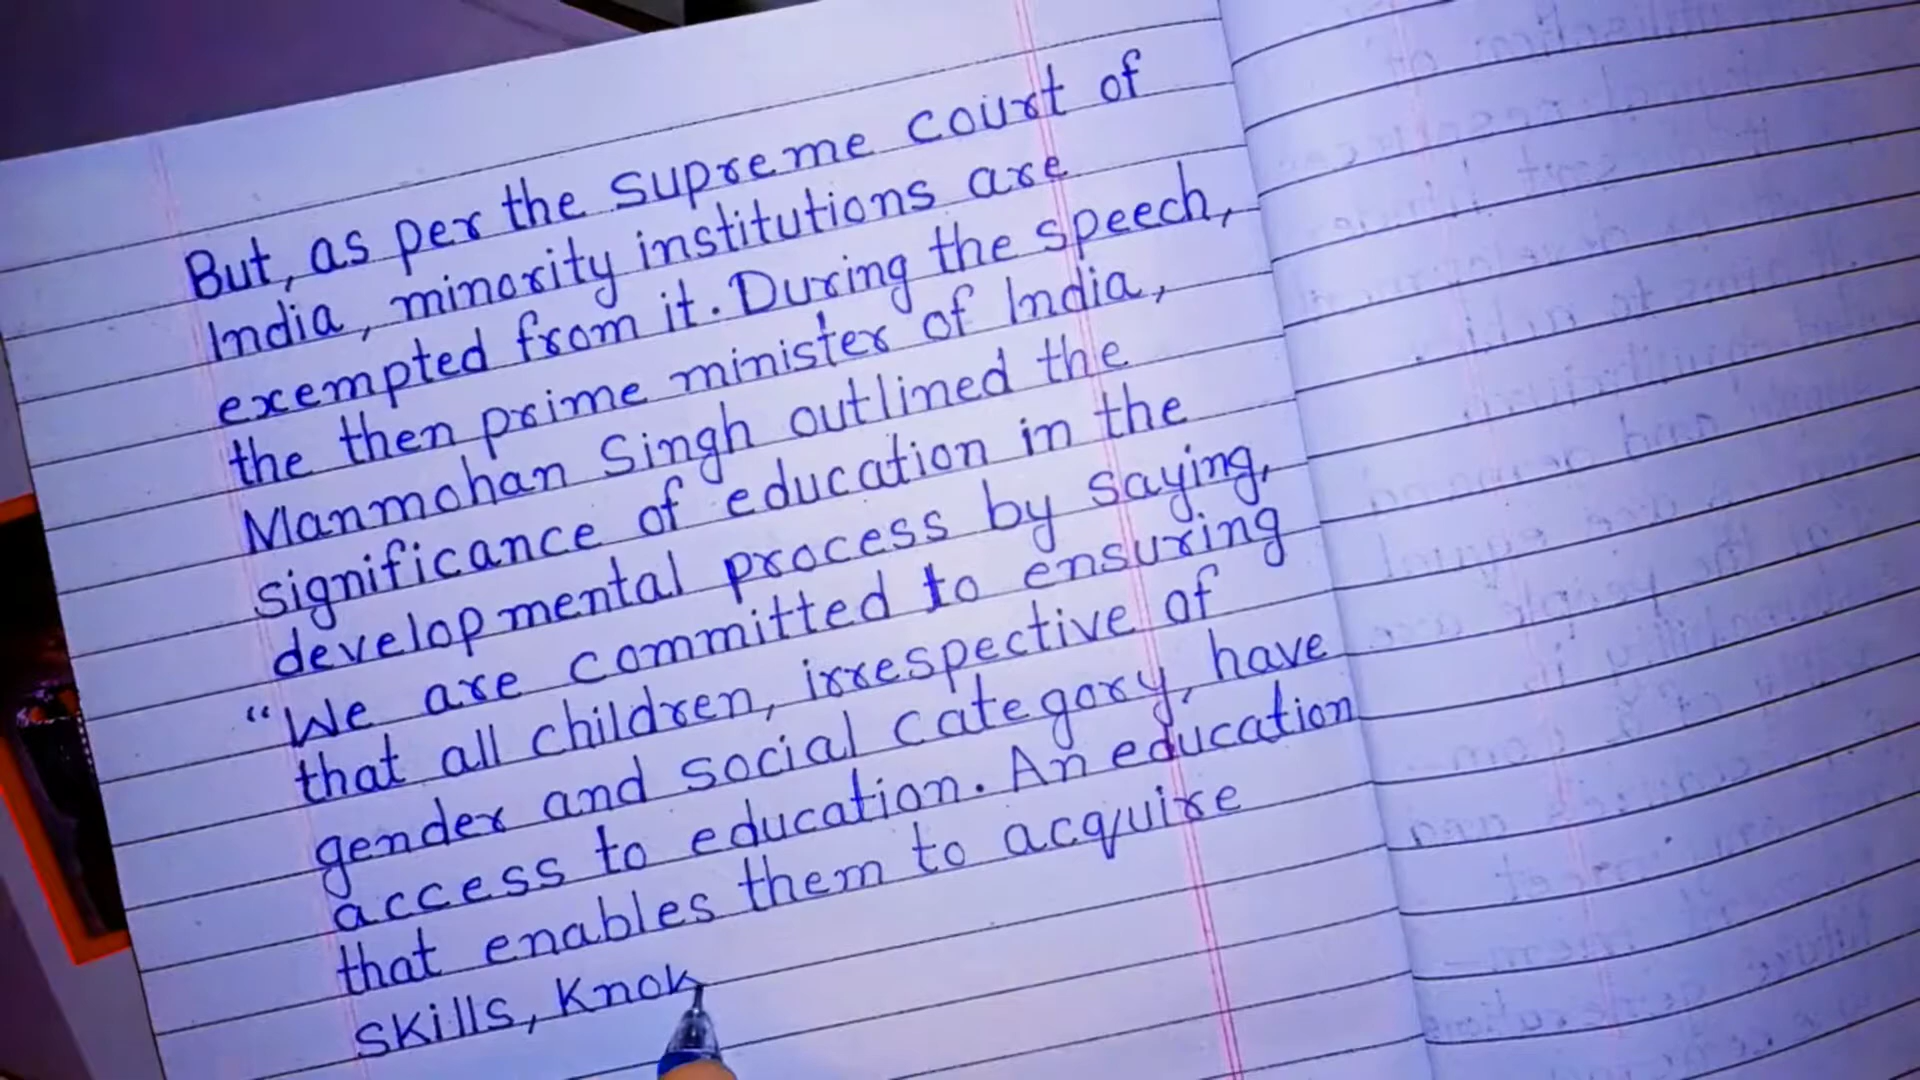 But, as per the supreme court of
India, minority institutions are
exempted from it. During the speech,
the then prime minister of India,
Manmohan Singh outlined the
significance of education in the
developmental process by saying,
"We are committed to ensuring
that all children, irrespective of
gender and social category, have
access to education. An education
that enables them to acquire
skills, Know